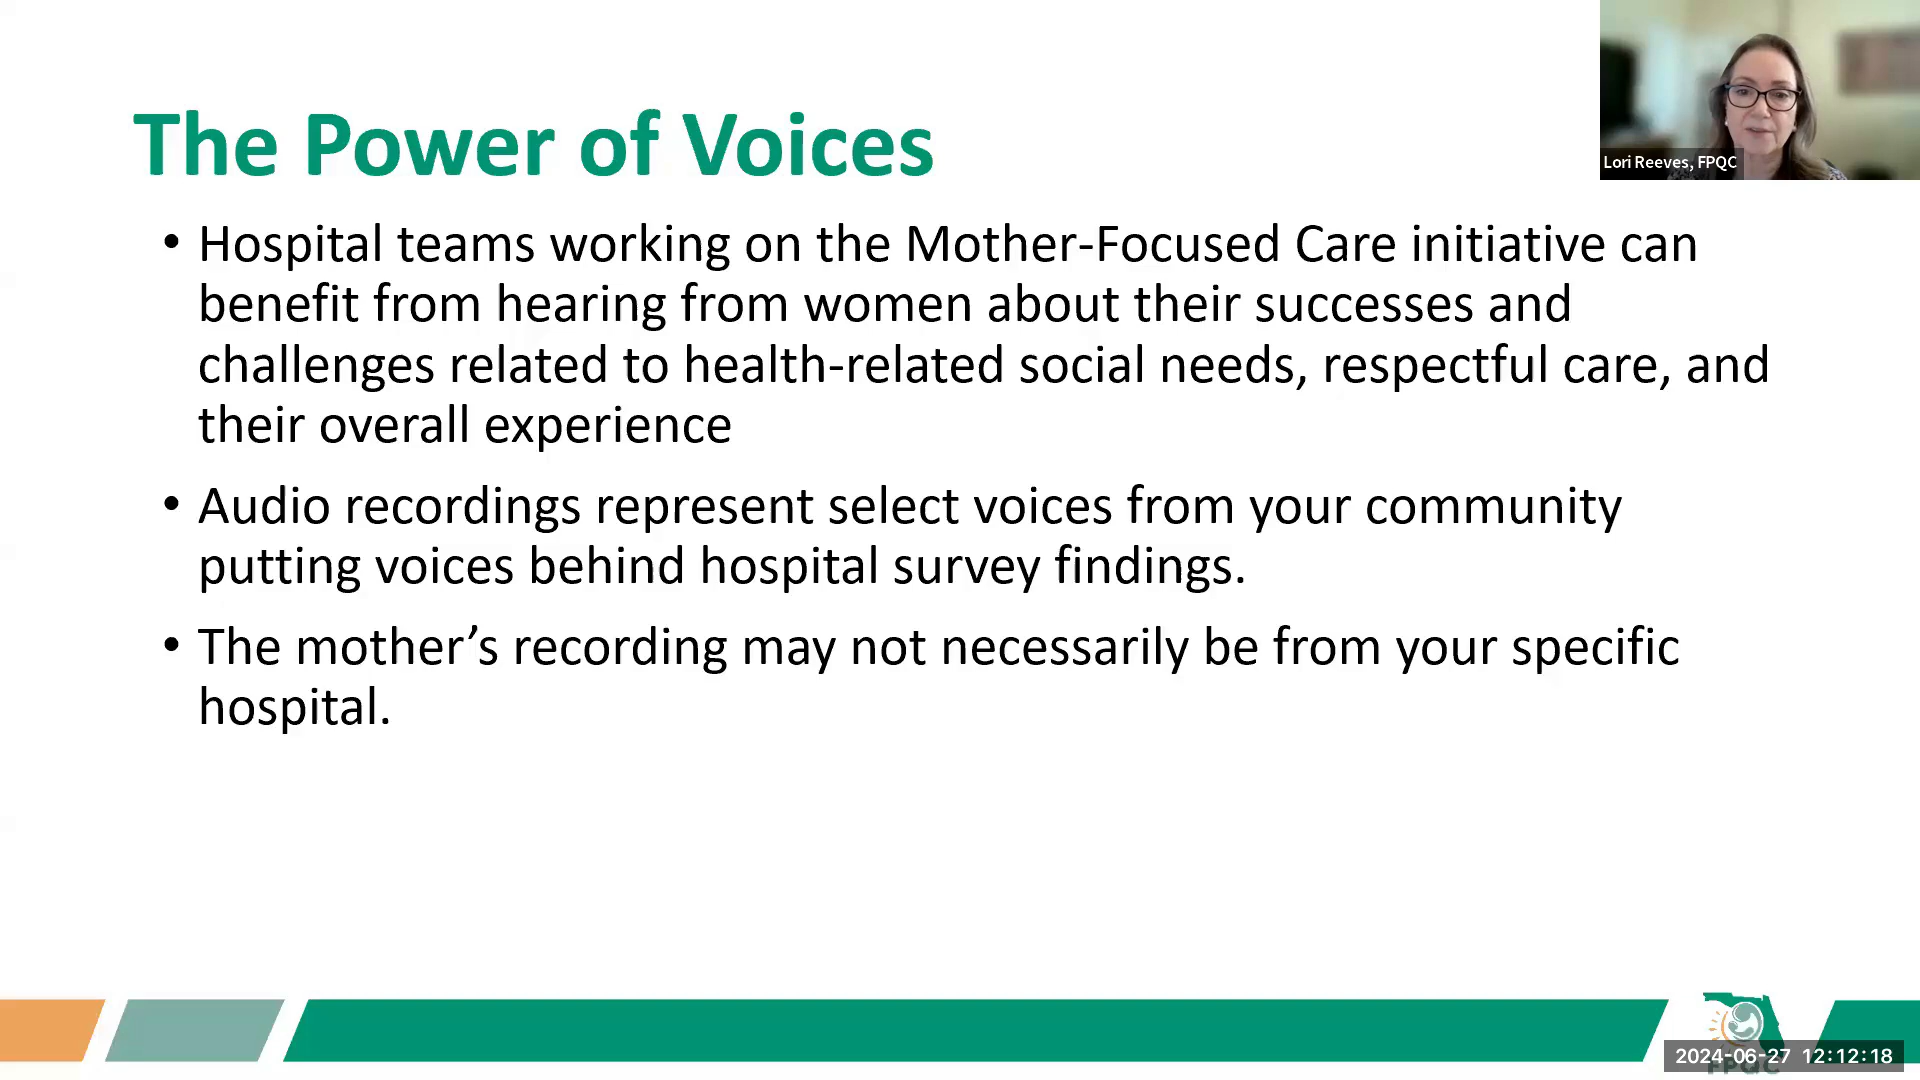 The Power of Voices
Lori Reeves, FPQC
• Hospital teams working on the Mother-Focused Care initiative can
benefit from hearing from women about their successes and
challenges related to health-related social needs, respectful care, and
their overall experience
• Audio recordings represent select voices from your community
putting voices behind hospital survey findings.
• The mother’s recording may not necessarily be from your specific
hospital.
2024-06-27 12:12:18
FPQC